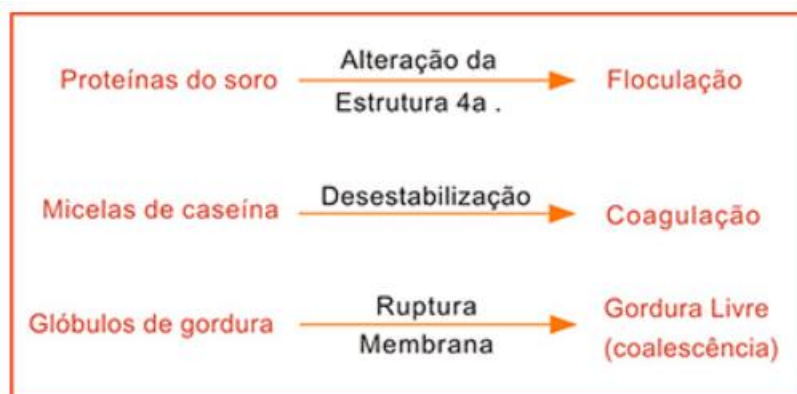 Proteínas do soro
Alteração da
Estrutura 4a .
Floculação
Micelas de caseína
Desestabilização
Coagulação
Glóbulos de gordura
Ruptura
Membrana
Gordura Livre
(coalescência)